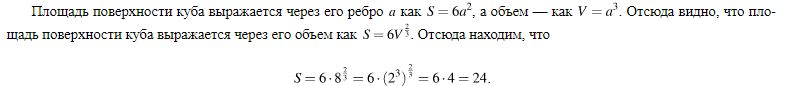 Площадь поверхности куба выражается через его ребро a как S = 6a², а объем — как V = a³. Отсюда видно, что пло-
щадь поверхности куба выражается через его объем как S = 6V^{2/3}. Отсюда находим, что
S = 6 · 8^{2/3} = 6 · (2³)^{2/3} = 6 · 4 = 24.